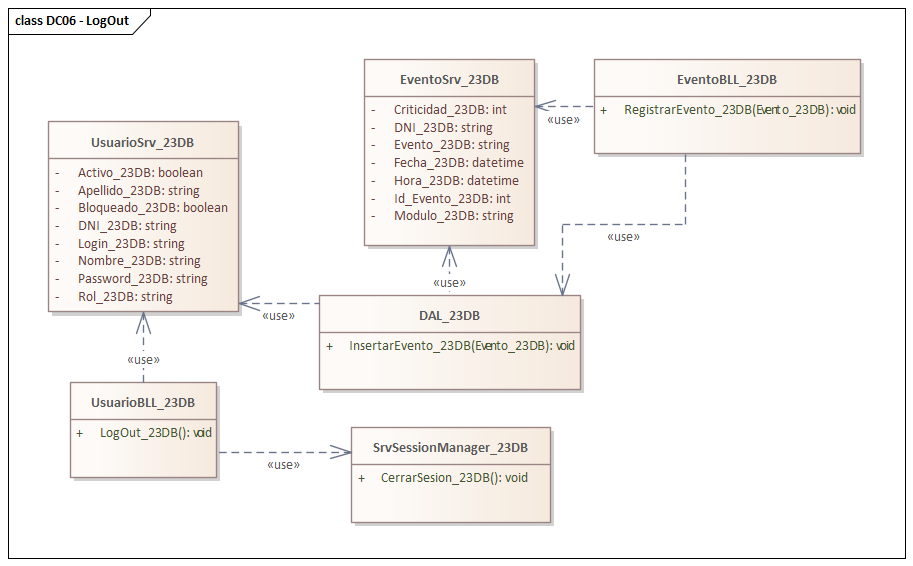 class DC06 - LogOut
EventoSrv_23DB
- Criticidad_23DB: int
- DNI_23DB: string
- Evento_23DB: string
- Fecha_23DB: datetime
- Hora_23DB: datetime
- Id_Evento_23DB: int
- Modulo_23DB: string
EventoBLL_23DB
+ RegistrarEvento_23DB(Evento_23DB): void
«use»
«use»
UsuarioSrv_23DB
- Activo_23DB: boolean
- Apellido_23DB: string
- Bloqueado_23DB: boolean
- DNI_23DB: string
- Login_23DB: string
- Nombre_23DB: string
- Password_23DB: string
- Rol_23DB: string
«use»
«use»
DAL_23DB
+ InsertarEvento_23DB(Evento_23DB): void
«use»
UsuarioBLL_23DB
+ LogOut_23DB(): void
«use»
SrvSessionManager_23DB
+ CerrarSesion_23DB(): void